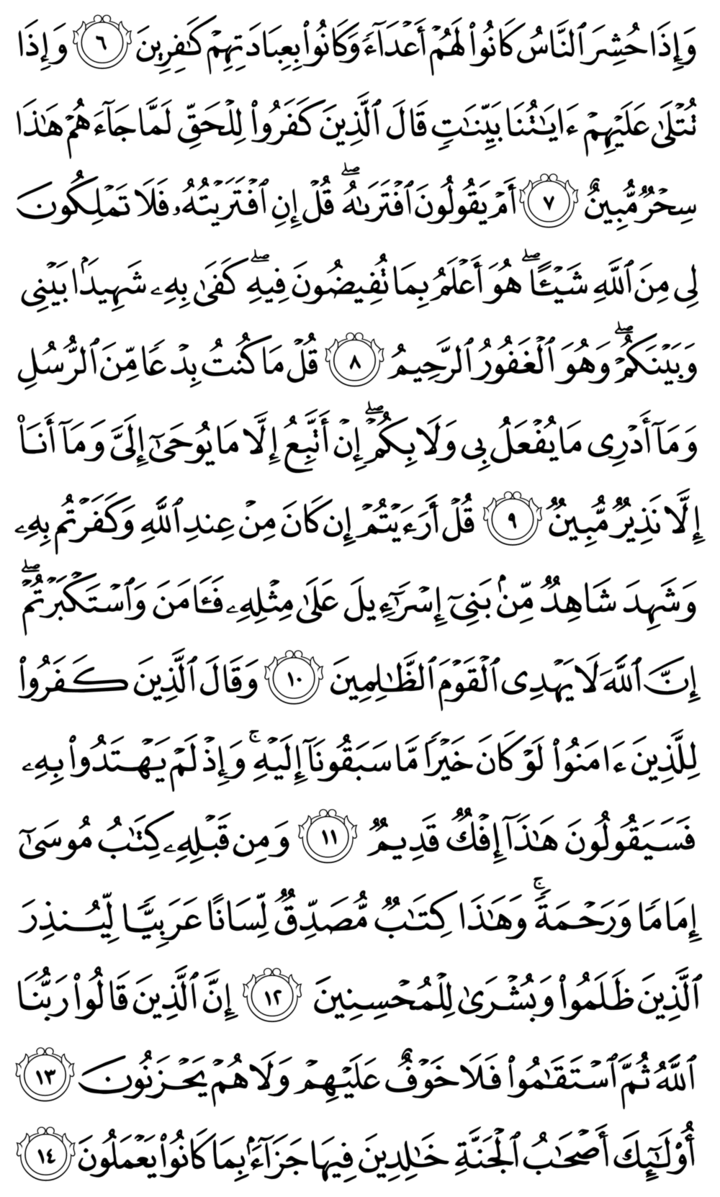 وَإِذَا حُشِرَ ٱلنَّاسُ كَانُواْ لَهُمۡ أَعۡدَآءٗ وَكَانُواْ بِعِبَادَتِهِمۡ كَٰفِرِينَ ٦ وَإِذَا
تُتۡلَىٰ عَلَيۡهِمۡ ءَايَٰتُنَا بَيِّنَٰتٖ قَالَ ٱلَّذِينَ كَفَرُواْ لِلۡحَقِّ لَمَّا جَآءَهُمۡ هَٰذَا
سِحۡرٞ مُّبِينٌ ٧ أَمۡ يَقُولُونَ ٱفۡتَرَىٰهُۖ قُلۡ إِنِ ٱفۡتَرَيۡتُهُۥ فَلَا تَمۡلِكُونَ
لِي مِنَ ٱللَّهِ شَيۡـًٔاۖ هُوَ أَعۡلَمُ بِمَا تُفِيضُونَ فِيهِۖ كَفَىٰ بِهِۦ شَهِيدَۢا بَيۡنِي
وَبَيۡنَكُمۡۖ وَهُوَ ٱلۡغَفُورُ ٱلرَّحِيمُ ٨ قُلۡ مَا كُنتُ بِدۡعٗا مِّنَ ٱلرُّسُلِ
وَمَآ أَدۡرِي مَا يُفۡعَلُ بِي وَلَا بِكُمۡۖ إِنۡ أَتَّبِعُ إِلَّا مَا يُوحَىٰٓ إِلَيَّ وَمَآ أَنَا۠
إِلَّا نَذِيرٞ مُّبِينٞ ٩ قُلۡ أَرَءَيۡتُمۡ إِن كَانَ مِنۡ عِندِ ٱللَّهِ وَكَفَرۡتُم بِهِۦ
وَشَهِدَ شَاهِدٞ مِّنۢ بَنِيٓ إِسۡرَٰٓءِيلَ عَلَىٰ مِثۡلِهِۦ فَـَٔامَنَ وَٱسۡتَكۡبَرۡتُمۡۖ
إِنَّ ٱللَّهَ لَا يَهۡدِي ٱلۡقَوۡمَ ٱلظَّٰلِمِينَ ١٠ وَقَالَ ٱلَّذِينَ كَفَرُواْ
لِلَّذِينَ ءَامَنُواْ لَوۡ كَانَ خَيۡرٗا مَّا سَبَقُونَآ إِلَيۡهِۚ وَإِذۡ لَمۡ يَهۡتَدُواْ بِهِۦ
فَسَيَقُولُونَ هَٰذَآ إِفۡكٞ قَدِيمٞ ١١ وَمِن قَبۡلِهِۦ كِتَٰبُ مُوسَىٰٓ
إِمَامٗا وَرَحۡمَةٗۚ وَهَٰذَا كِتَٰبٞ مُّصَدِّقٞ لِّسَانًا عَرَبِيّٗا لِّيُنذِرَ
ٱلَّذِينَ ظَلَمُواْ وَبُشۡرَىٰ لِلۡمُحۡسِنِينَ ١٢ إِنَّ ٱلَّذِينَ قَالُواْ رَبُّنَا
ٱللَّهُ ثُمَّ ٱسۡتَقَٰمُواْ فَلَا خَوۡفٌ عَلَيۡهِمۡ وَلَا هُمۡ يَحۡزَنُونَ ١٣
أُوْلَٰٓئِكَ أَصۡحَٰبُ ٱلۡجَنَّةِ خَٰلِدِينَ فِيهَا جَزَآءَۢ بِمَا كَانُواْ يَعۡمَلُونَ ١٤